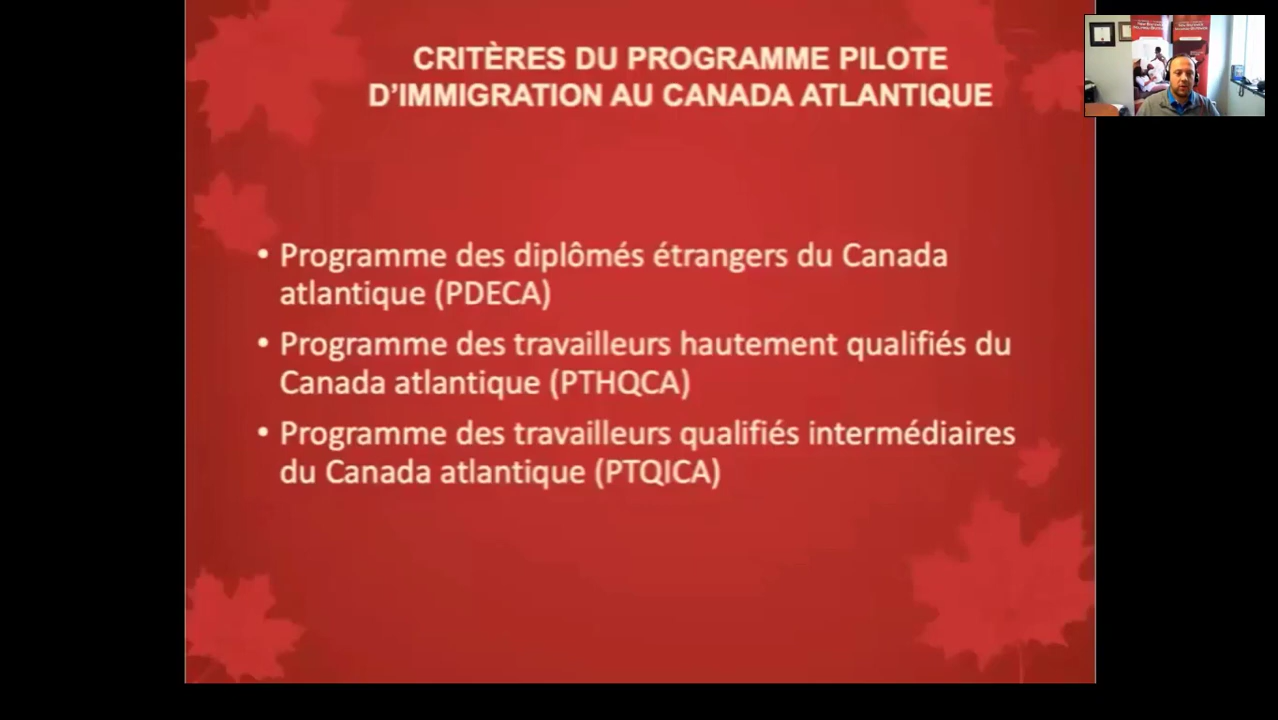 CRITÈRES DU PROGRAMME PILOTE
D'IMMIGRATION AU CANADA ATLANTIQUE
• Programme des diplômés étrangers du Canada
atlantique (PDECA)
• Programme des travailleurs hautement qualifiés du
Canada atlantique (PTHQCA)
• Programme des travailleurs qualifiés intermédiaires
du Canada atlantique (PTQICA)